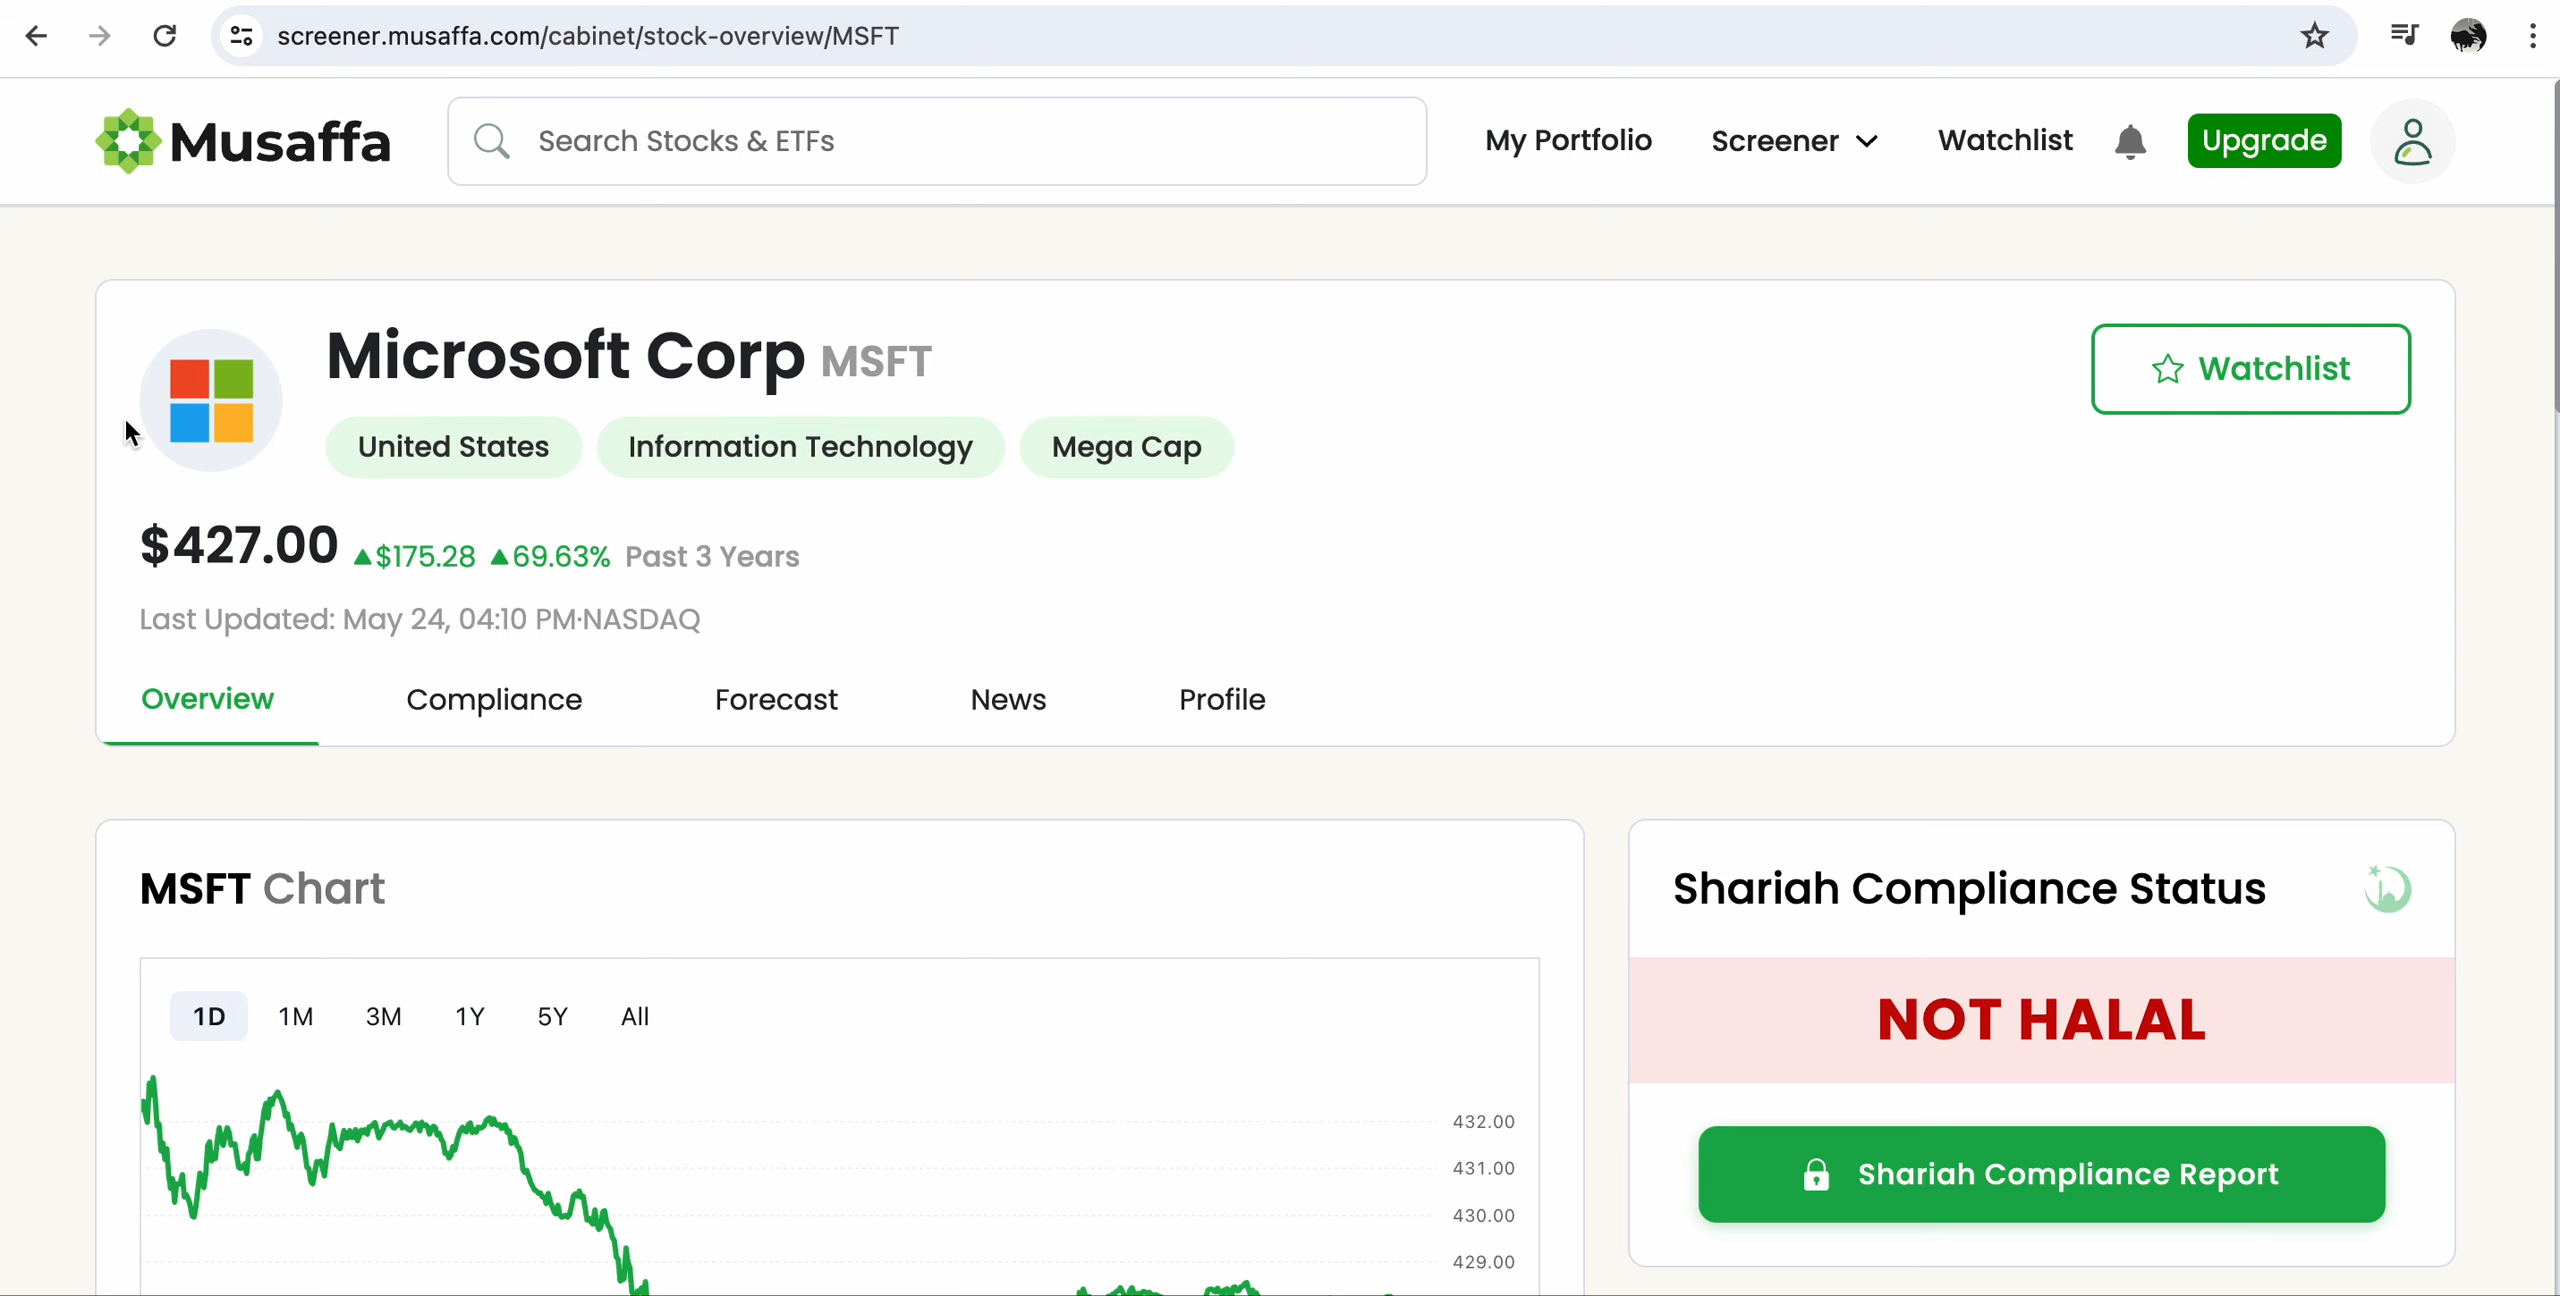 screener.musaffa.com/cabinet/stock-overview/MSFT
Musaffa
Search Stocks & ETFs
My Portfolio
Screener
Watchlist
Upgrade
Microsoft Corp MSFT
Watchlist
United States
Information Technology
Mega Cap
$427.00 ▲$175.28 ▲69.63% Past 3 Years
Last Updated: May 24, 04:10 PM·NASDAQ
Overview
Compliance
Forecast
News
Profile
MSFT Chart
1D
1M
3M
1Y
5Y
All
432.00
431.00
430.00
429.00
Shariah Compliance Status
NOT HALAL
Shariah Compliance Report